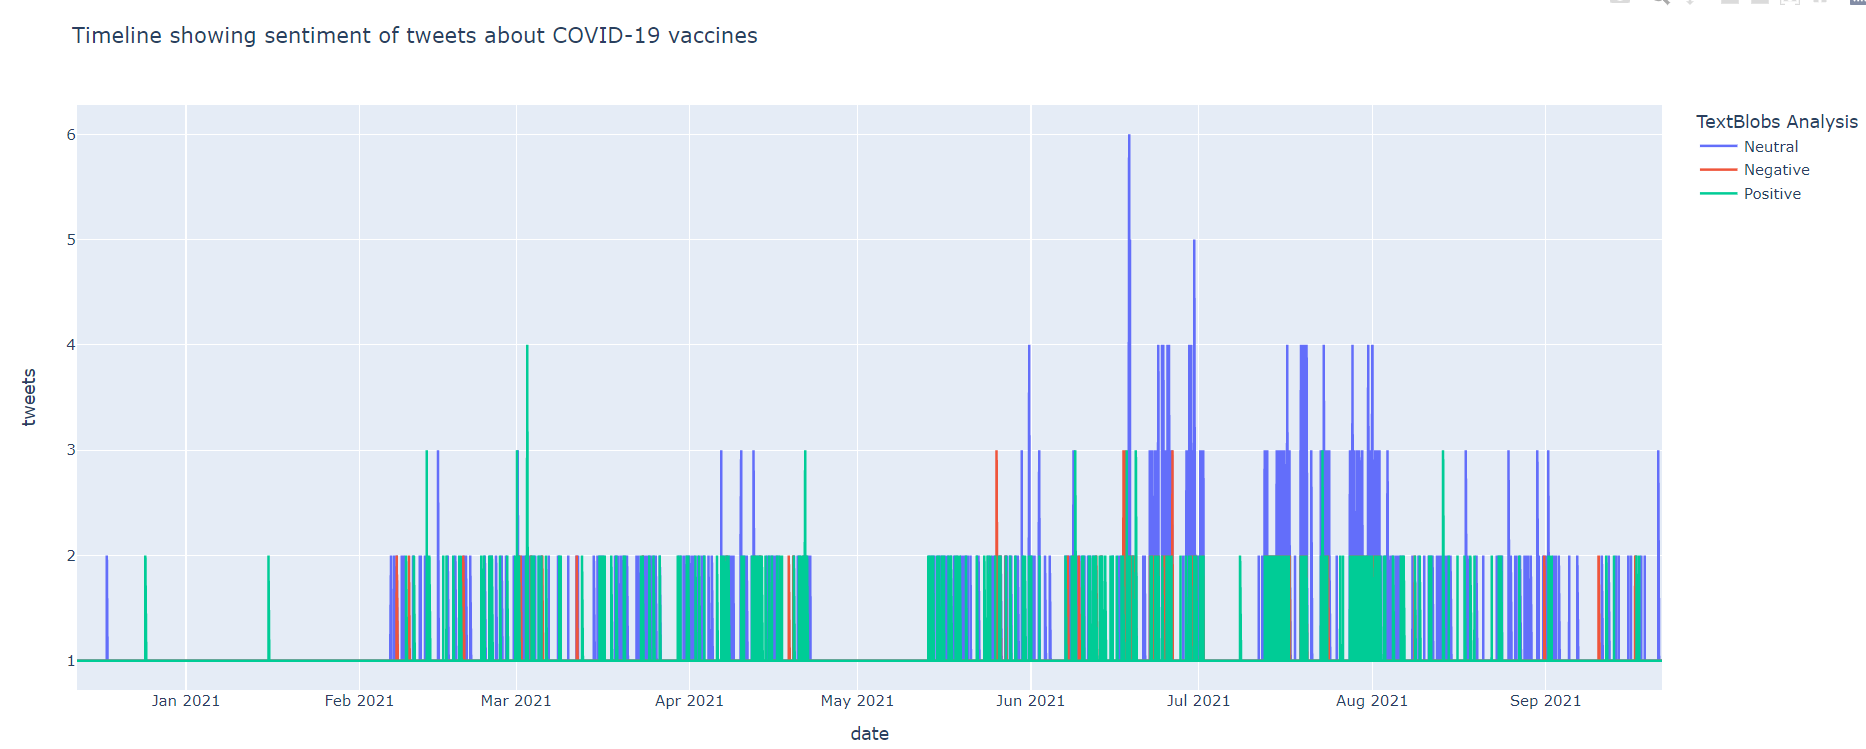 Timeline showing sentiment of tweets about COVID-19 vaccines
TextBlobs Analysis
Neutral
Negative
Positive
6
5
4
3
2
1
tweets
Jan 2021 Feb 2021 Mar 2021 Apr 2021 May 2021 Jun 2021 Jul 2021 Aug 2021 Sep 2021
date